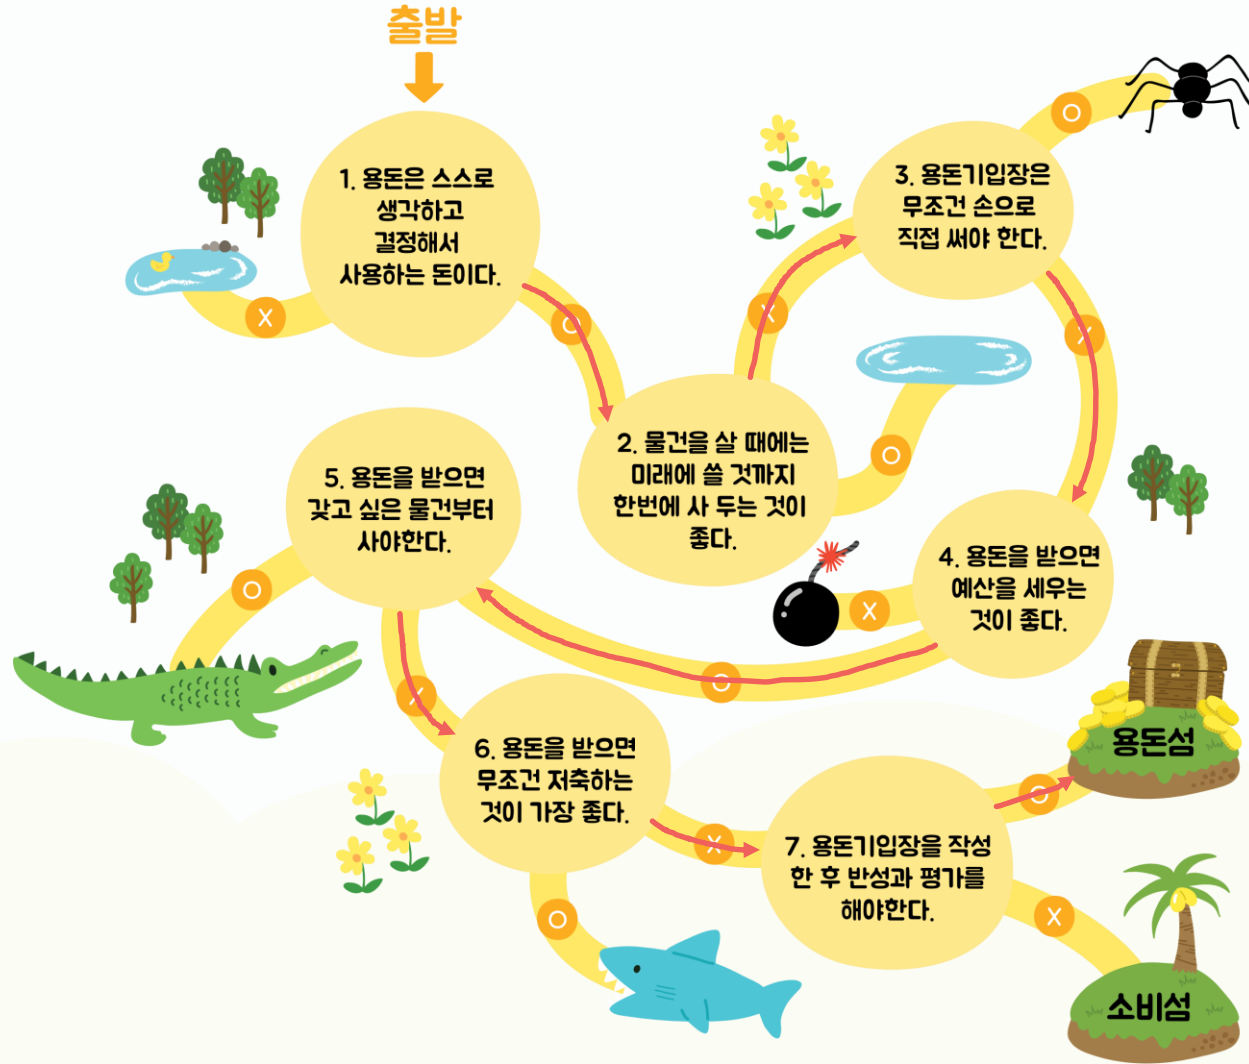 출발
1. 용돈은 스스로
생각하고
결정해서
사용하는 돈이다.
X
O
2. 물건을 살 때에는
미래에 쓸 것까지
한번에 사 두는 것이
좋다.
X
O
3. 용돈기입장은
무조건 손으로
직접 써야 한다.
O
X
4. 용돈을 받으면
예산을 세우는
것이 좋다.
X
O
5. 용돈을 받으면
갖고 싶은 물건부터
사야한다.
O
X
6. 용돈을 받으면
무조건 저축하는
것이 가장 좋다.
O
X
7. 용돈기입장을 작성
한 후 반성과 평가를
해야한다.
O
X
용돈섬
소비섬